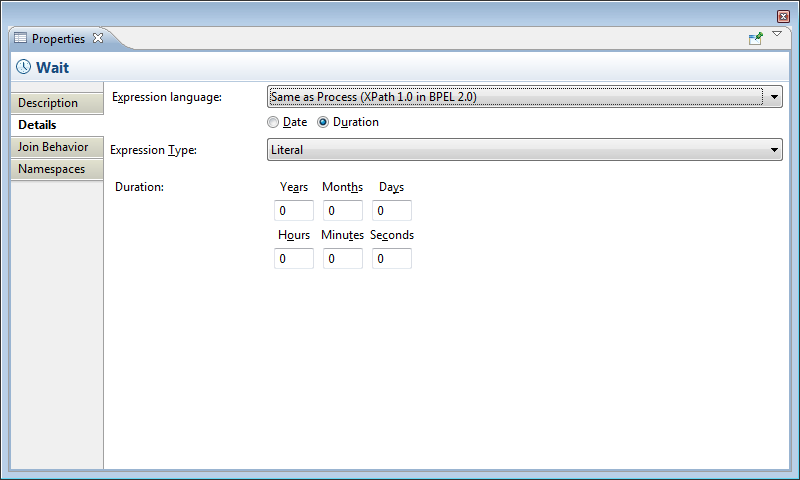 Properties
Wait
Description
Details
Join Behavior
Namespaces
Expression language: Same as Process (XPath 1.0 in BPEL 2.0)
Date Duration
Expression Type: Literal
Duration: Years Months Days
0 0 0
Hours Minutes Seconds
0 0 0